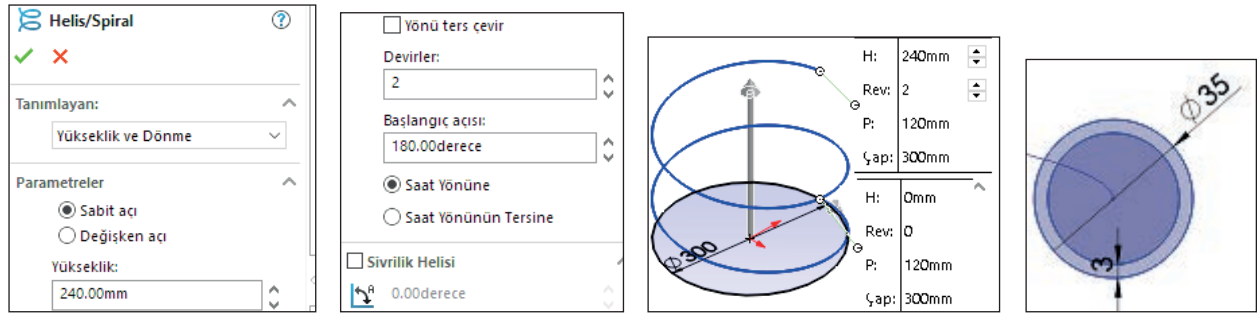 Helis/Spiral
Tanımlayan:
Yükseklik ve Dönme
Parametreler
Sabit açı
Değişken açı
Yükseklik:
240.00mm
Yönü ters çevir
Devirler:
2
Başlangıç açısı:
180.00derece
Saat Yönüne
Saat Yönünün Tersine
Sivrilik Helisi
0.00derece
H: 240mm
Rev: 2
P: 120mm
Çap: 300mm
H: 0mm
Rev: 0
P: 120mm
Çap: 300mm
Ø300
Ø35
3